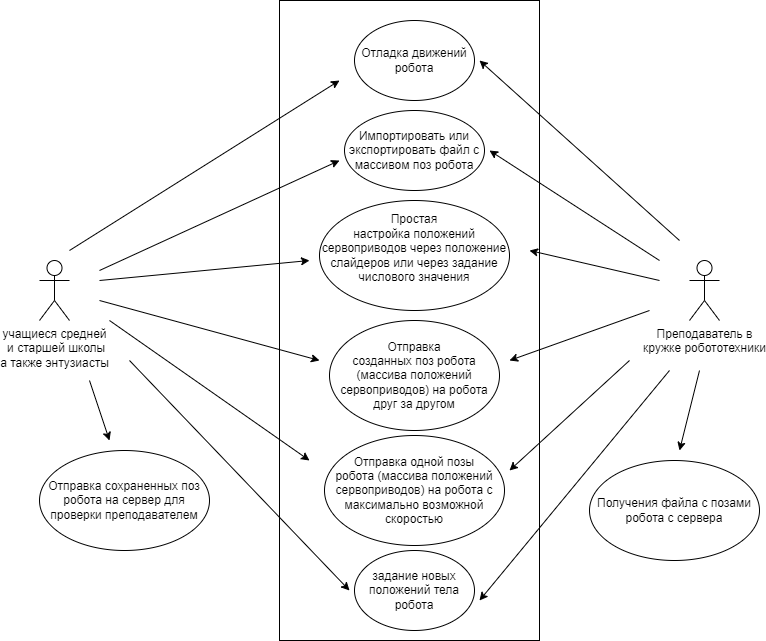 Отладка движений
робота
Импортировать или
экспортировать файл с
массивом поз робота
Простая
настройка положений
сервоприводов через положение
слайдеров или через задание
числового значения
учащиеся средней
и старшей школы
а также энтузиасты
Преподаватель в
кружке робототехники
Отправка
созданных поз робота
(массива положений
сервоприводов) на робота
друг за другом
Отправка одной позы
робота (массива положений
сервоприводов) на робота с
максимально возможной
скоростью
Отправка сохраненных поз
робота на сервер для
проверки преподавателем
Получения файла с позами
робота с сервера
задание новых
положений тела
робота